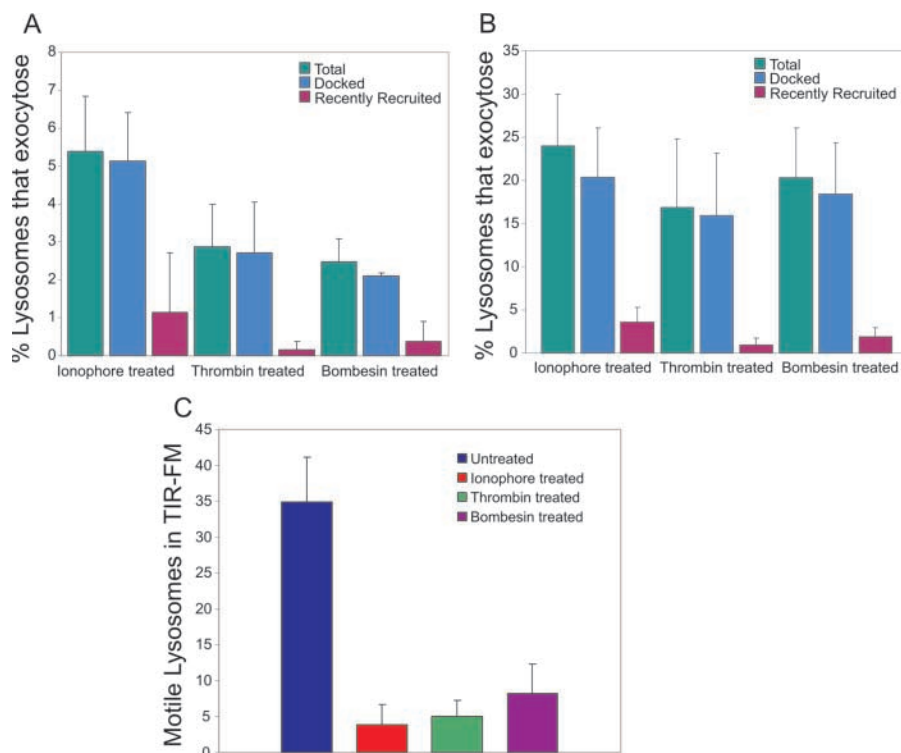 A
% Lysosomes that exocytose
8
7
6
5
4
3
2
1
0
Total
Docked
Recently Recruited
Ionophore treated Thrombin treated Bombesin treated
B
% Lysosomes that exocytose
35
30
25
20
15
10
5
0
Total
Docked
Recently Recruited
Ionophore treated Thrombin treated Bombesin treated
C
Motile Lysosomes in TIR-FM
45
40
35
30
25
20
15
10
5
0
Untreated
Ionophore treated
Thrombin treated
Bombesin treated